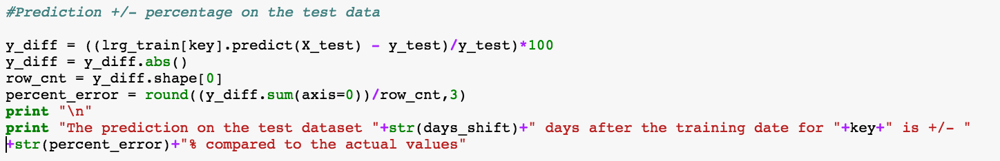 #Prediction +/- percentage on the test data
y_diff = ((lrg_train[key].predict(X_test) - y_test)/y_test)*100
y_diff = y_diff.abs()
row_cnt = y_diff.shape[0]
percent_error = round((y_diff.sum(axis=0))/row_cnt,3)
print "\n"
print "The prediction on the test dataset "+str(days_shift)+" days after the training date for "+key+" is +/- "
+str(percent_error)+"% compared to the actual values"